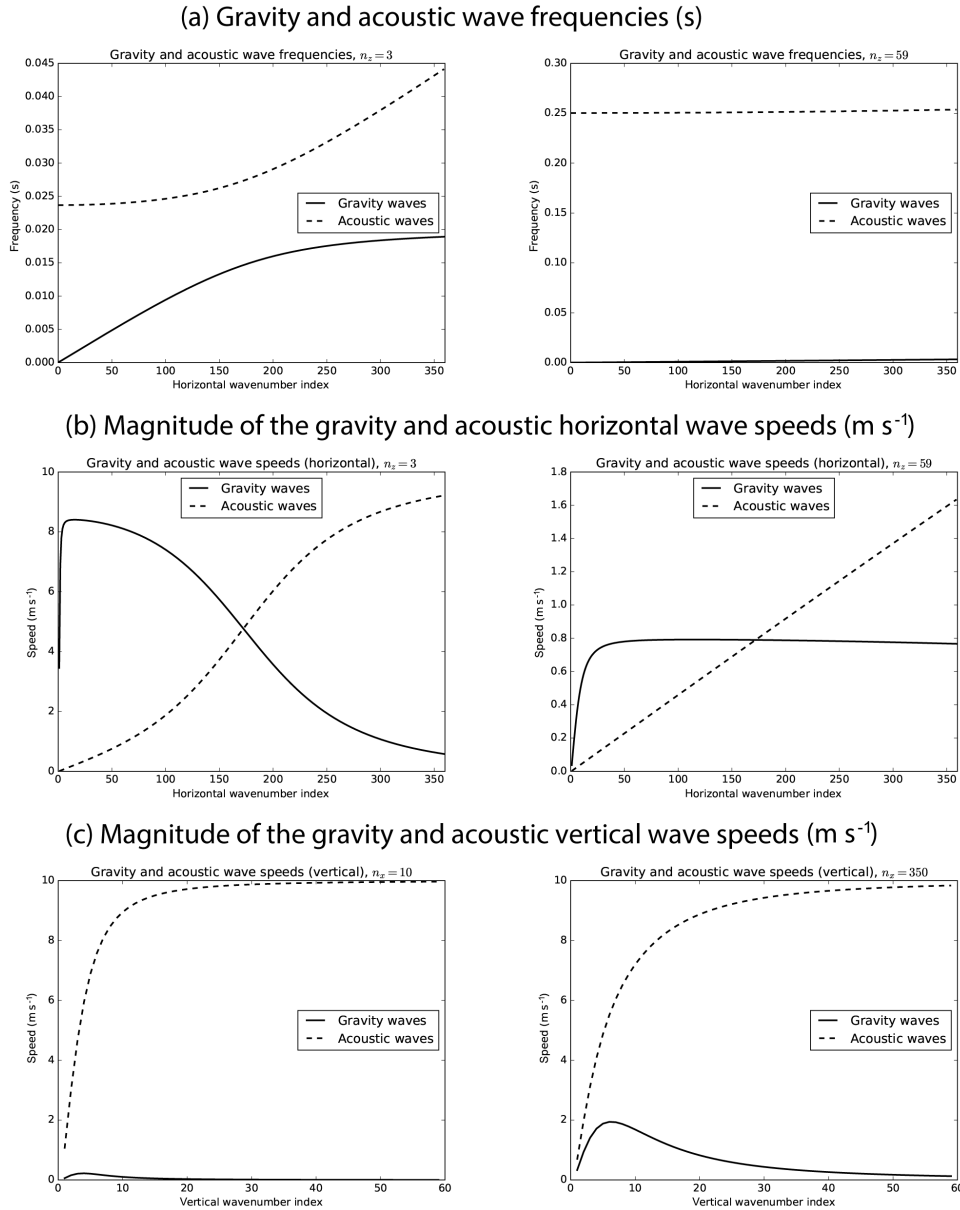 (a) Gravity and acoustic wave frequencies (s)
Gravity and acoustic wave frequencies, n_z = 3
0.045
0.040
0.035
0.030
0.025
0.020
0.015
0.010
0.005
0.000
Frequency (s)
Gravity waves
Acoustic waves
0 50 100 150 200 250 300 350
Horizontal wavenumber index
Gravity and acoustic wave frequencies, n_z = 59
0.30
0.25
0.20
0.15
0.10
0.05
0.00
Frequency (s)
Gravity waves
Acoustic waves
0 50 100 150 200 250 300 350
Horizontal wavenumber index
(b) Magnitude of the gravity and acoustic horizontal wave speeds (m s⁻¹)
Gravity and acoustic wave speeds (horizontal), n_z = 3
10
8
6
4
2
0
Speed (m s⁻¹)
Gravity waves
Acoustic waves
0 50 100 150 200 250 300 350
Horizontal wavenumber index
Gravity and acoustic wave speeds (horizontal), n_z = 59
1.8
1.6
1.4
1.2
1.0
0.8
0.6
0.4
0.2
0.0
Speed (m s⁻¹)
Gravity waves
Acoustic waves
0 50 100 150 200 250 300 350
Horizontal wavenumber index
(c) Magnitude of the gravity and acoustic vertical wave speeds (m s⁻¹)
Gravity and acoustic wave speeds (vertical), n_x = 10
10
8
6
4
2
0
Speed (m s⁻¹)
Gravity waves
Acoustic waves
0 10 20 30 40 50 60
Vertical wavenumber index
Gravity and acoustic wave speeds (vertical), n_x = 350
10
8
6
4
2
0
Speed (m s⁻¹)
Gravity waves
Acoustic waves
0 10 20 30 40 50 60
Vertical wavenumber index